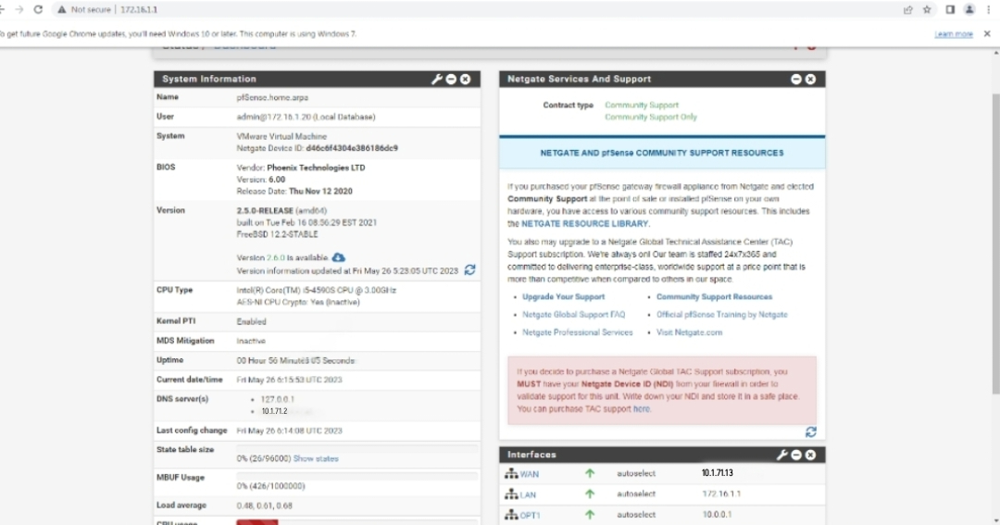 Not secure | 172.16.1.1
To get future Google Chrome updates, you'll need Windows 10 or later. This computer is using Windows 7.
Learn more
System Information
Name pfSense.home.arpa
User admin@172.16.1.20 (Local Database)
System VMware Virtual Machine
Netgate Device ID: d46c6f4304e386186dc9
BIOS Vendor: Phoenix Technologies LTD
Version: 6.00
Release Date: Thu Nov 12 2020
Version 2.5.0-RELEASE (amd64)
built on Tue Feb 16 08:56:29 EST 2021
FreeBSD 12.2-STABLE
Version 2.6.0 is available.
Version information updated at Fri May 26 5:23:05 UTC 2023
CPU Type Intel(R) Core(TM) i5-4590S CPU @ 3.00GHz
AES-NI CPU Crypto: Yes (inactive)
Kernel PTI Enabled
MDS Mitigation Inactive
Uptime 00 Hour 56 Minutes 05 Seconds
Current date/time Fri May 26 6:15:53 UTC 2023
DNS server(s) • 127.0.0.1
• 10.1.71.2
Last config change Fri May 26 6:14:08 UTC 2023
State table size
0% (26/96000) Show states
MBUF Usage
0% (426/1000000)
Load average 0.48, 0.61, 0.68
CPU usage
Netgate Services And Support
Contract type Community Support
Community Support Only
NETGATE AND pfSense COMMUNITY SUPPORT RESOURCES
If you purchased your pfSense gateway firewall appliance from Netgate and elected
Community Support at the point of sale or installed pfSense on your own
hardware, you have access to various community support resources. This includes
the NETGATE RESOURCE LIBRARY.
You also may upgrade to a Netgate Global Technical Assistance Center (TAC)
Support subscription. We're always on! Our team is staffed 24x7x365 and
committed to delivering enterprise-class, worldwide support at a price point that is
more than competitive when compared to others in our space.
• Upgrade Your Support • Community Support Resources
• Netgate Global Support FAQ • Official pfSense Training by Netgate
• Netgate Professional Services • Visit Netgate.com
If you decide to purchase a Netgate Global TAC Support subscription, you
MUST have your Netgate Device ID (NDI) from your firewall in order to
validate support for this unit. Write down your NDI and store it in a safe place.
You can purchase TAC support here.
Interfaces
WAN autoselect 10.1.71.13
LAN autoselect 172.16.1.1
OPT1 autoselect 10.0.0.1